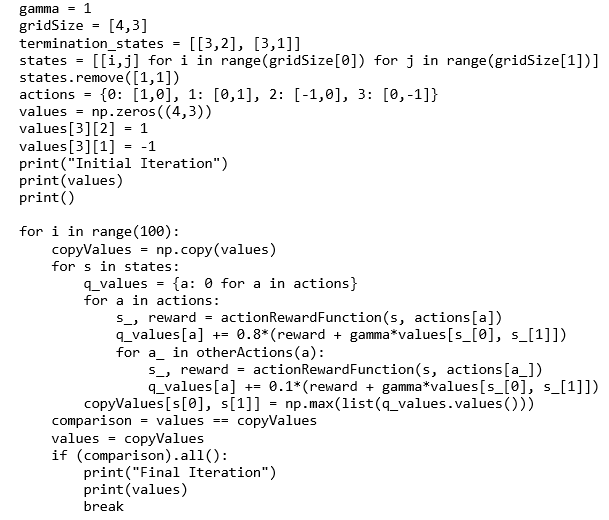 gamma = 1
gridSize = [4,3]
termination_states = [[3,2], [3,1]]
states = [[i,j] for i in range(gridSize[0]) for j in range(gridSize[1])]
states.remove([1,1])
actions = {0: [1,0], 1: [0,1], 2: [-1,0], 3: [0,-1]}
values = np.zeros((4,3))
values[3][2] = 1
values[3][1] = -1
print("Initial Iteration")
print(values)
print()

for i in range(100):
    copyValues = np.copy(values)
    for s in states:
        q_values = {a: 0 for a in actions}
        for a in actions:
            s_, reward = actionRewardFunction(s, actions[a])
            q_values[a] += 0.8*(reward + gamma*values[s_[0], s_[1]])
            for a_ in otherActions(a):
                s_, reward = actionRewardFunction(s, actions[a_])
                q_values[a] += 0.1*(reward + gamma*values[s_[0], s_[1]])
        copyValues[s[0], s[1]] = np.max(list(q_values.values()))
    comparison = values == copyValues
    values = copyValues
    if (comparison).all():
        print("Final Iteration")
        print(values)
        break